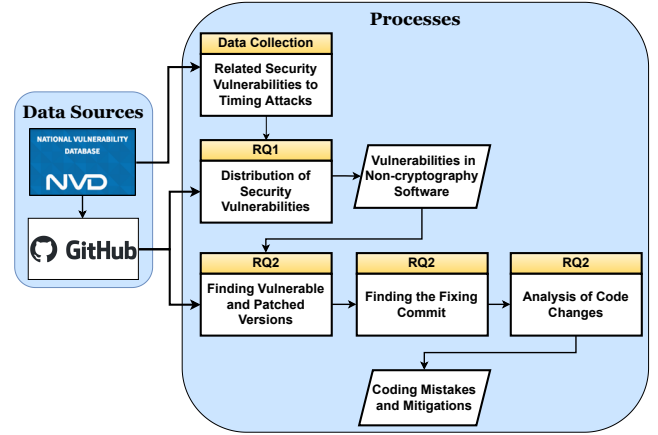 Processes
Data Collection
Related Security
Vulnerabilities to
Timing Attacks
Data Sources
NATIONAL VULNERABILITY
DATABASE
NVD
GitHub
RQ1
Distribution of
Security
Vulnerabilities
Vulnerabilities in
Non-cryptography
Software
RQ2
Finding Vulnerable
and Patched
Versions
RQ2
Finding the Fixing
Commit
RQ2
Analysis of Code
Changes
Coding Mistakes
and Mitigations